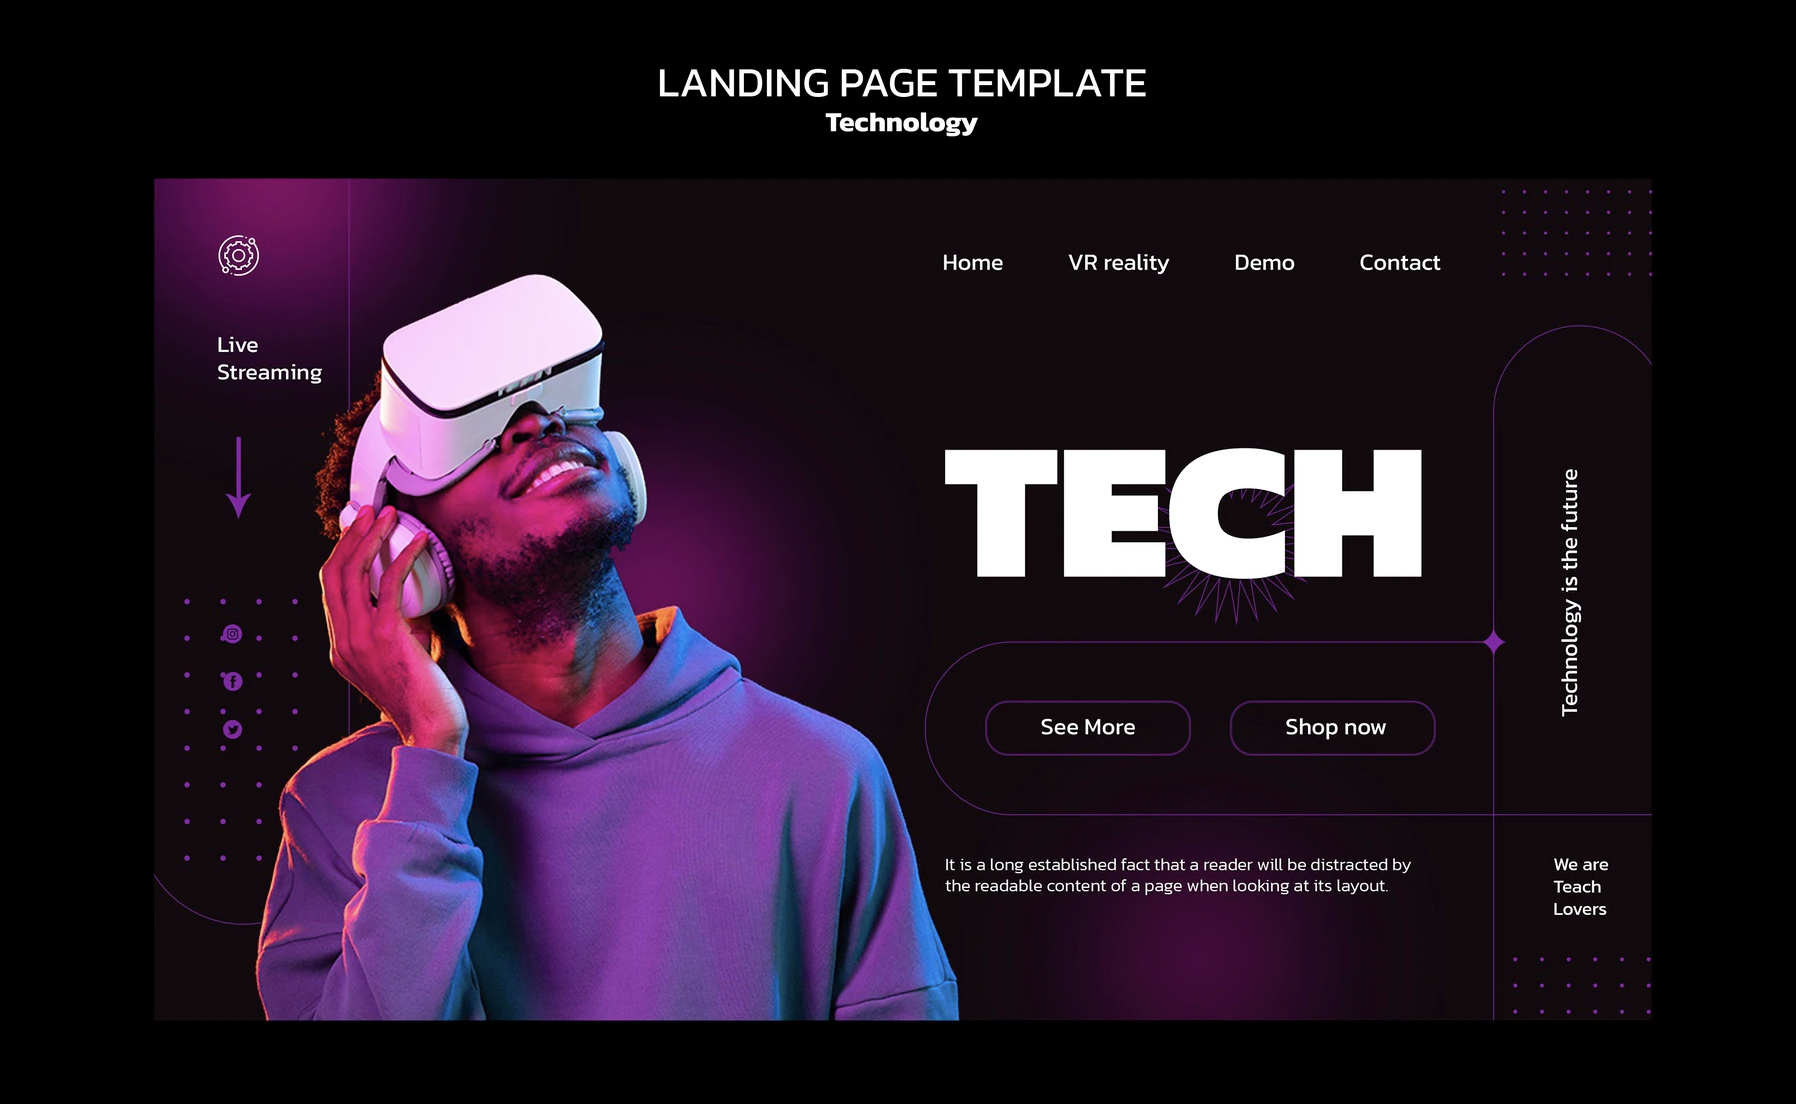 LANDING PAGE TEMPLATE
Technology
Home VR reality Demo Contact
Live
Streaming
TECH
Technology is the future
See More Shop now
It is a long established fact that a reader will be distracted by
the readable content of a page when looking at its layout.
We are
Teach
Lovers